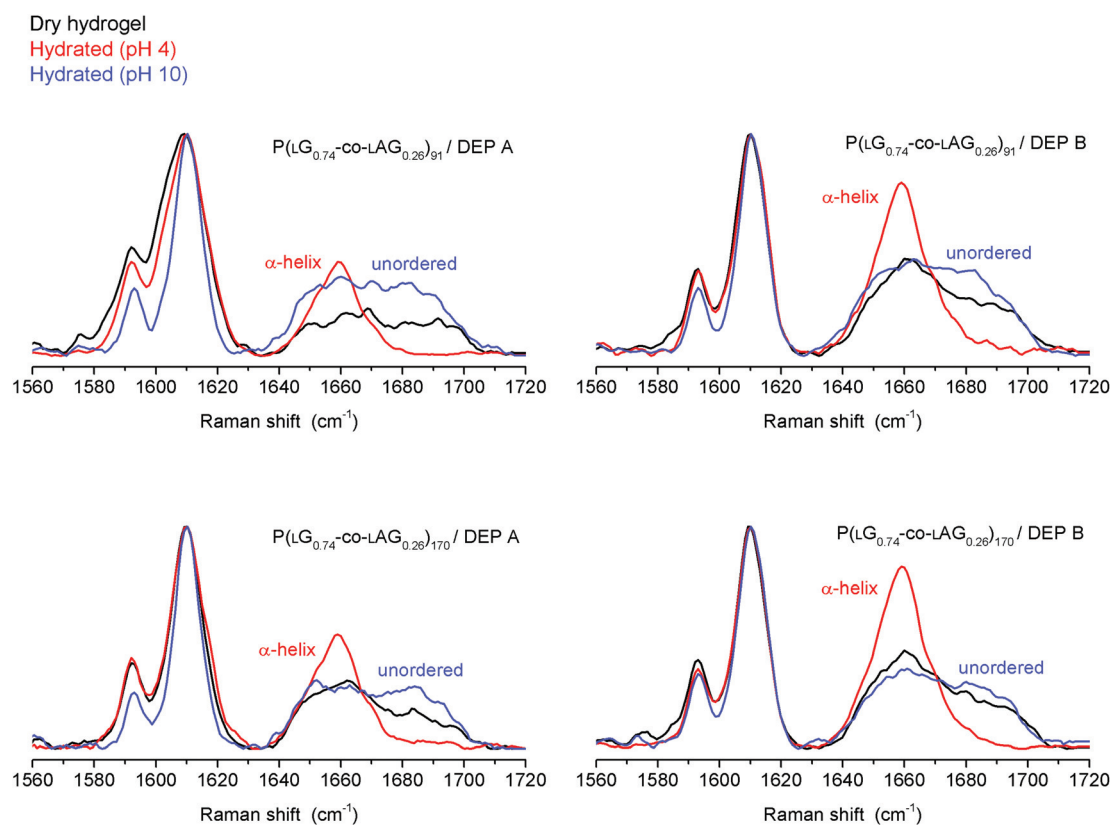 Dry hydrogel
Hydrated (pH 4)
Hydrated (pH 10)
P(LG0.74-co-LAG0.26)91 / DEP A
α-helix
unordered
1560 1580 1600 1620 1640 1660 1680 1700 1720
Raman shift (cm-1)
P(LG0.74-co-LAG0.26)91 / DEP B
α-helix
unordered
1560 1580 1600 1620 1640 1660 1680 1700 1720
Raman shift (cm-1)
P(LG0.74-co-LAG0.26)170 / DEP A
α-helix
unordered
1560 1580 1600 1620 1640 1660 1680 1700 1720
Raman shift (cm-1)
P(LG0.74-co-LAG0.26)170 / DEP B
α-helix
unordered
1560 1580 1600 1620 1640 1660 1680 1700 1720
Raman shift (cm-1)